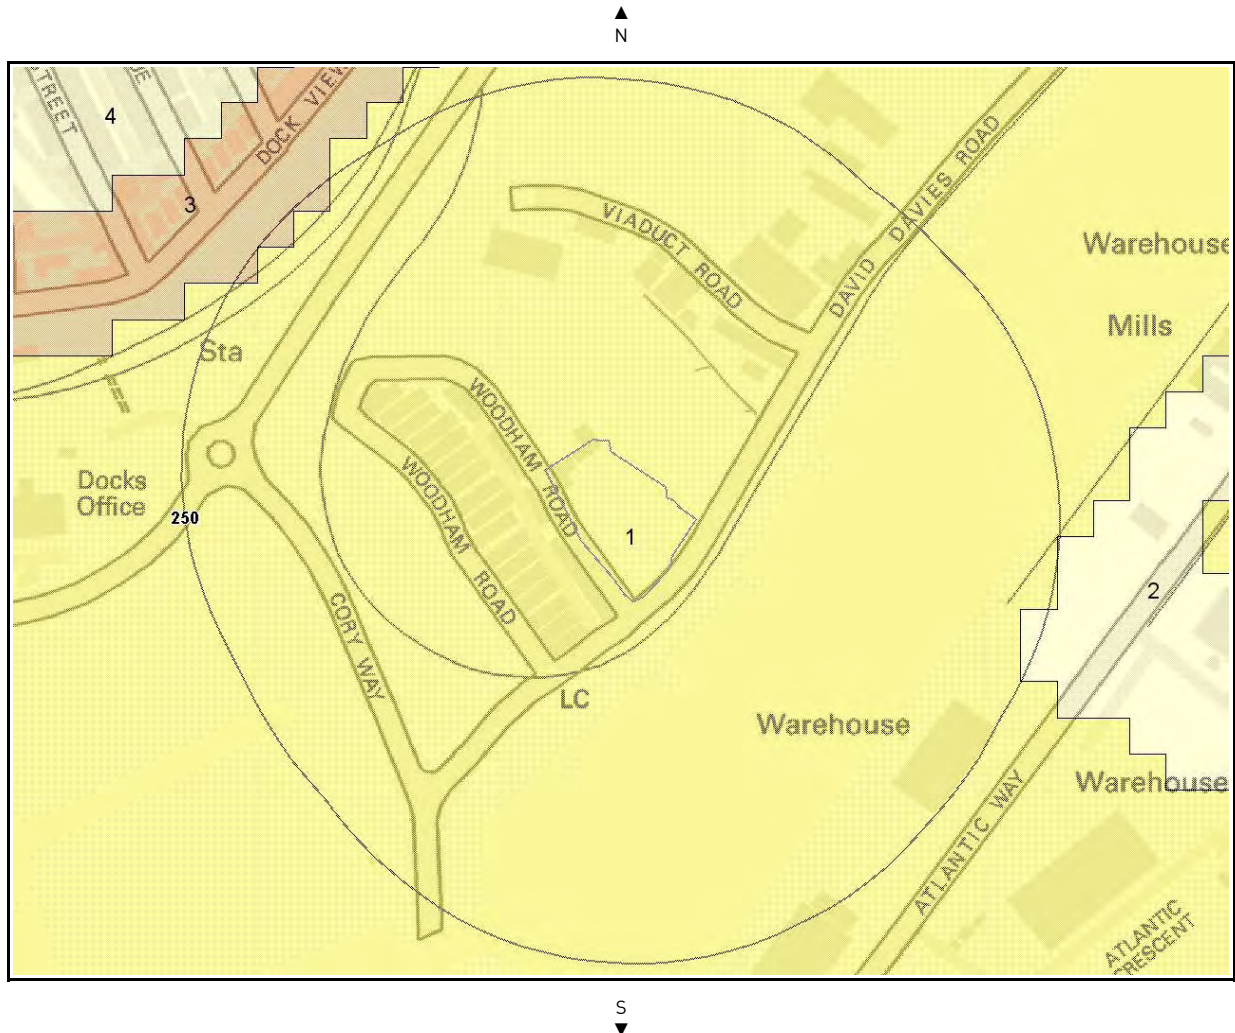 ▲
N
STREET
UE
4
DOCK VIEW
3
VIADUCT ROAD
DAVID DAVIES ROAD
Warehouse
Mills
Sta
WOODHAM ROAD
WOODHAM ROAD
Docks
Office
250
1
2
CORY WAY
LC
Warehouse
Warehouse
ATLANTIC WAY
ATLANTIC
CRESCENT
S
▼